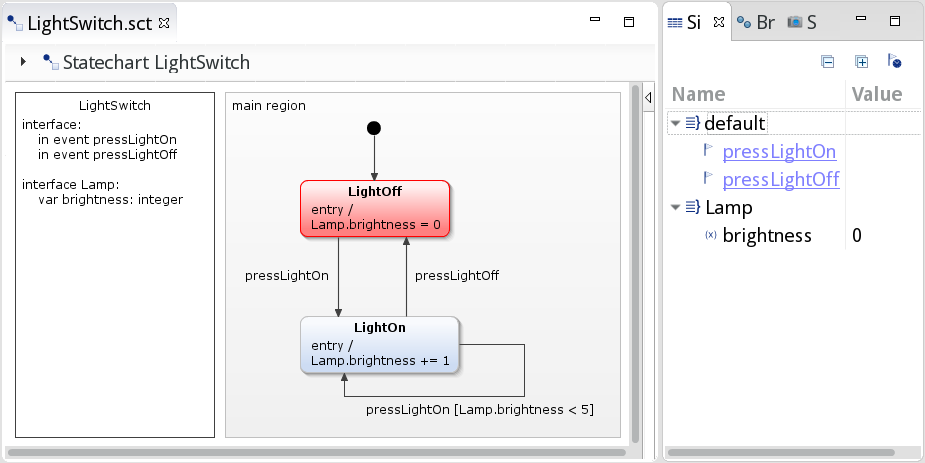 LightSwitch.sct
Statechart LightSwitch
LightSwitch
interface:
in event pressLightOn
in event pressLightOff
interface Lamp:
var brightness: integer
main region
LightOff
entry /
Lamp.brightness = 0
pressLightOn
pressLightOff
LightOn
entry /
Lamp.brightness += 1
pressLightOn [Lamp.brightness < 5]
Si Br S
Name Value
default
pressLightOn
pressLightOff
Lamp
(x) brightness 0